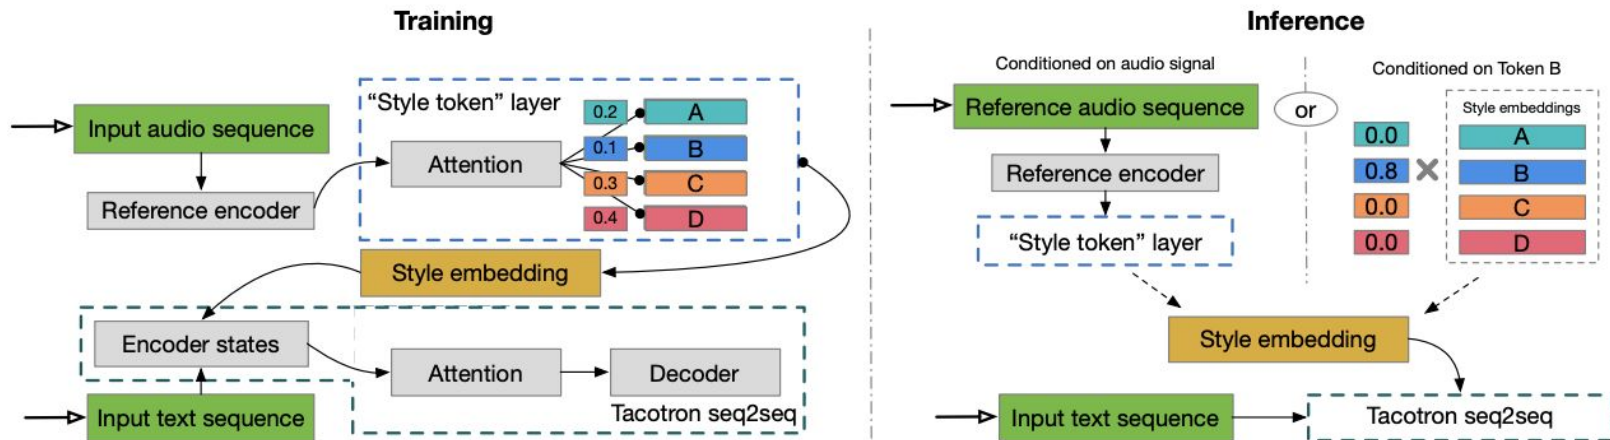 Training
Input audio sequence
Reference encoder
“Style token” layer
Attention
0.2 A
0.1 B
0.3 C
0.4 D
Style embedding
Encoder states
Attention
Decoder
Tacotron seq2seq
Input text sequence
Inference
Conditioned on audio signal
Reference audio sequence
Reference encoder
“Style token” layer
or
Conditioned on Token B
Style embeddings
0.0 A
0.8 B
0.0 C
0.0 D
Style embedding
Input text sequence
Tacotron seq2seq